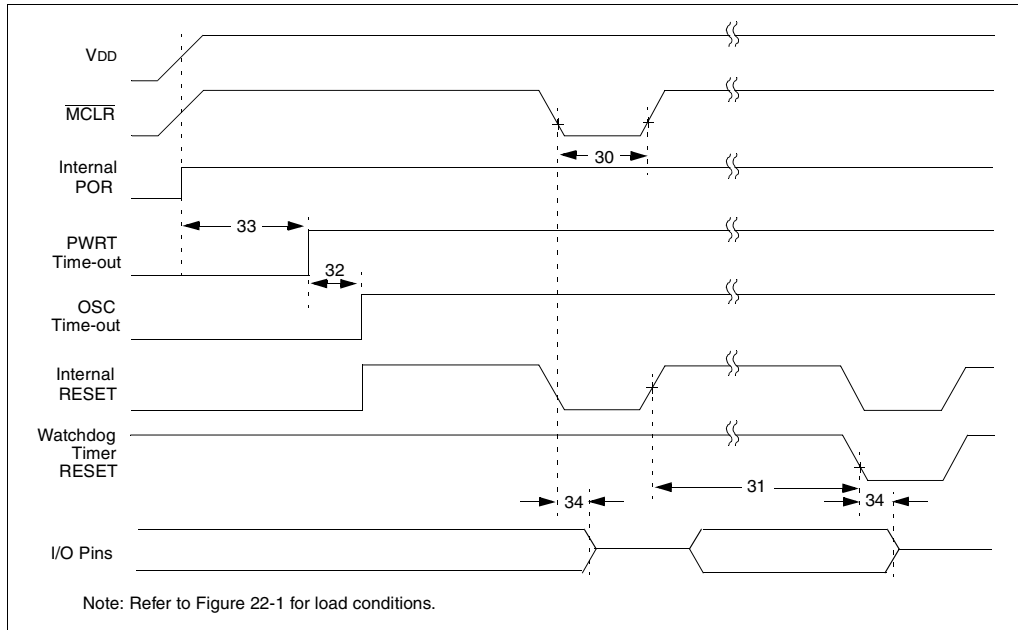 VDD
MCLR
30
Internal
POR
33
PWRT
Time-out
32
OSC
Time-out
Internal
RESET
Watchdog
Timer
RESET
31
34
34
I/O Pins
Note: Refer to Figure 22-1 for load conditions.